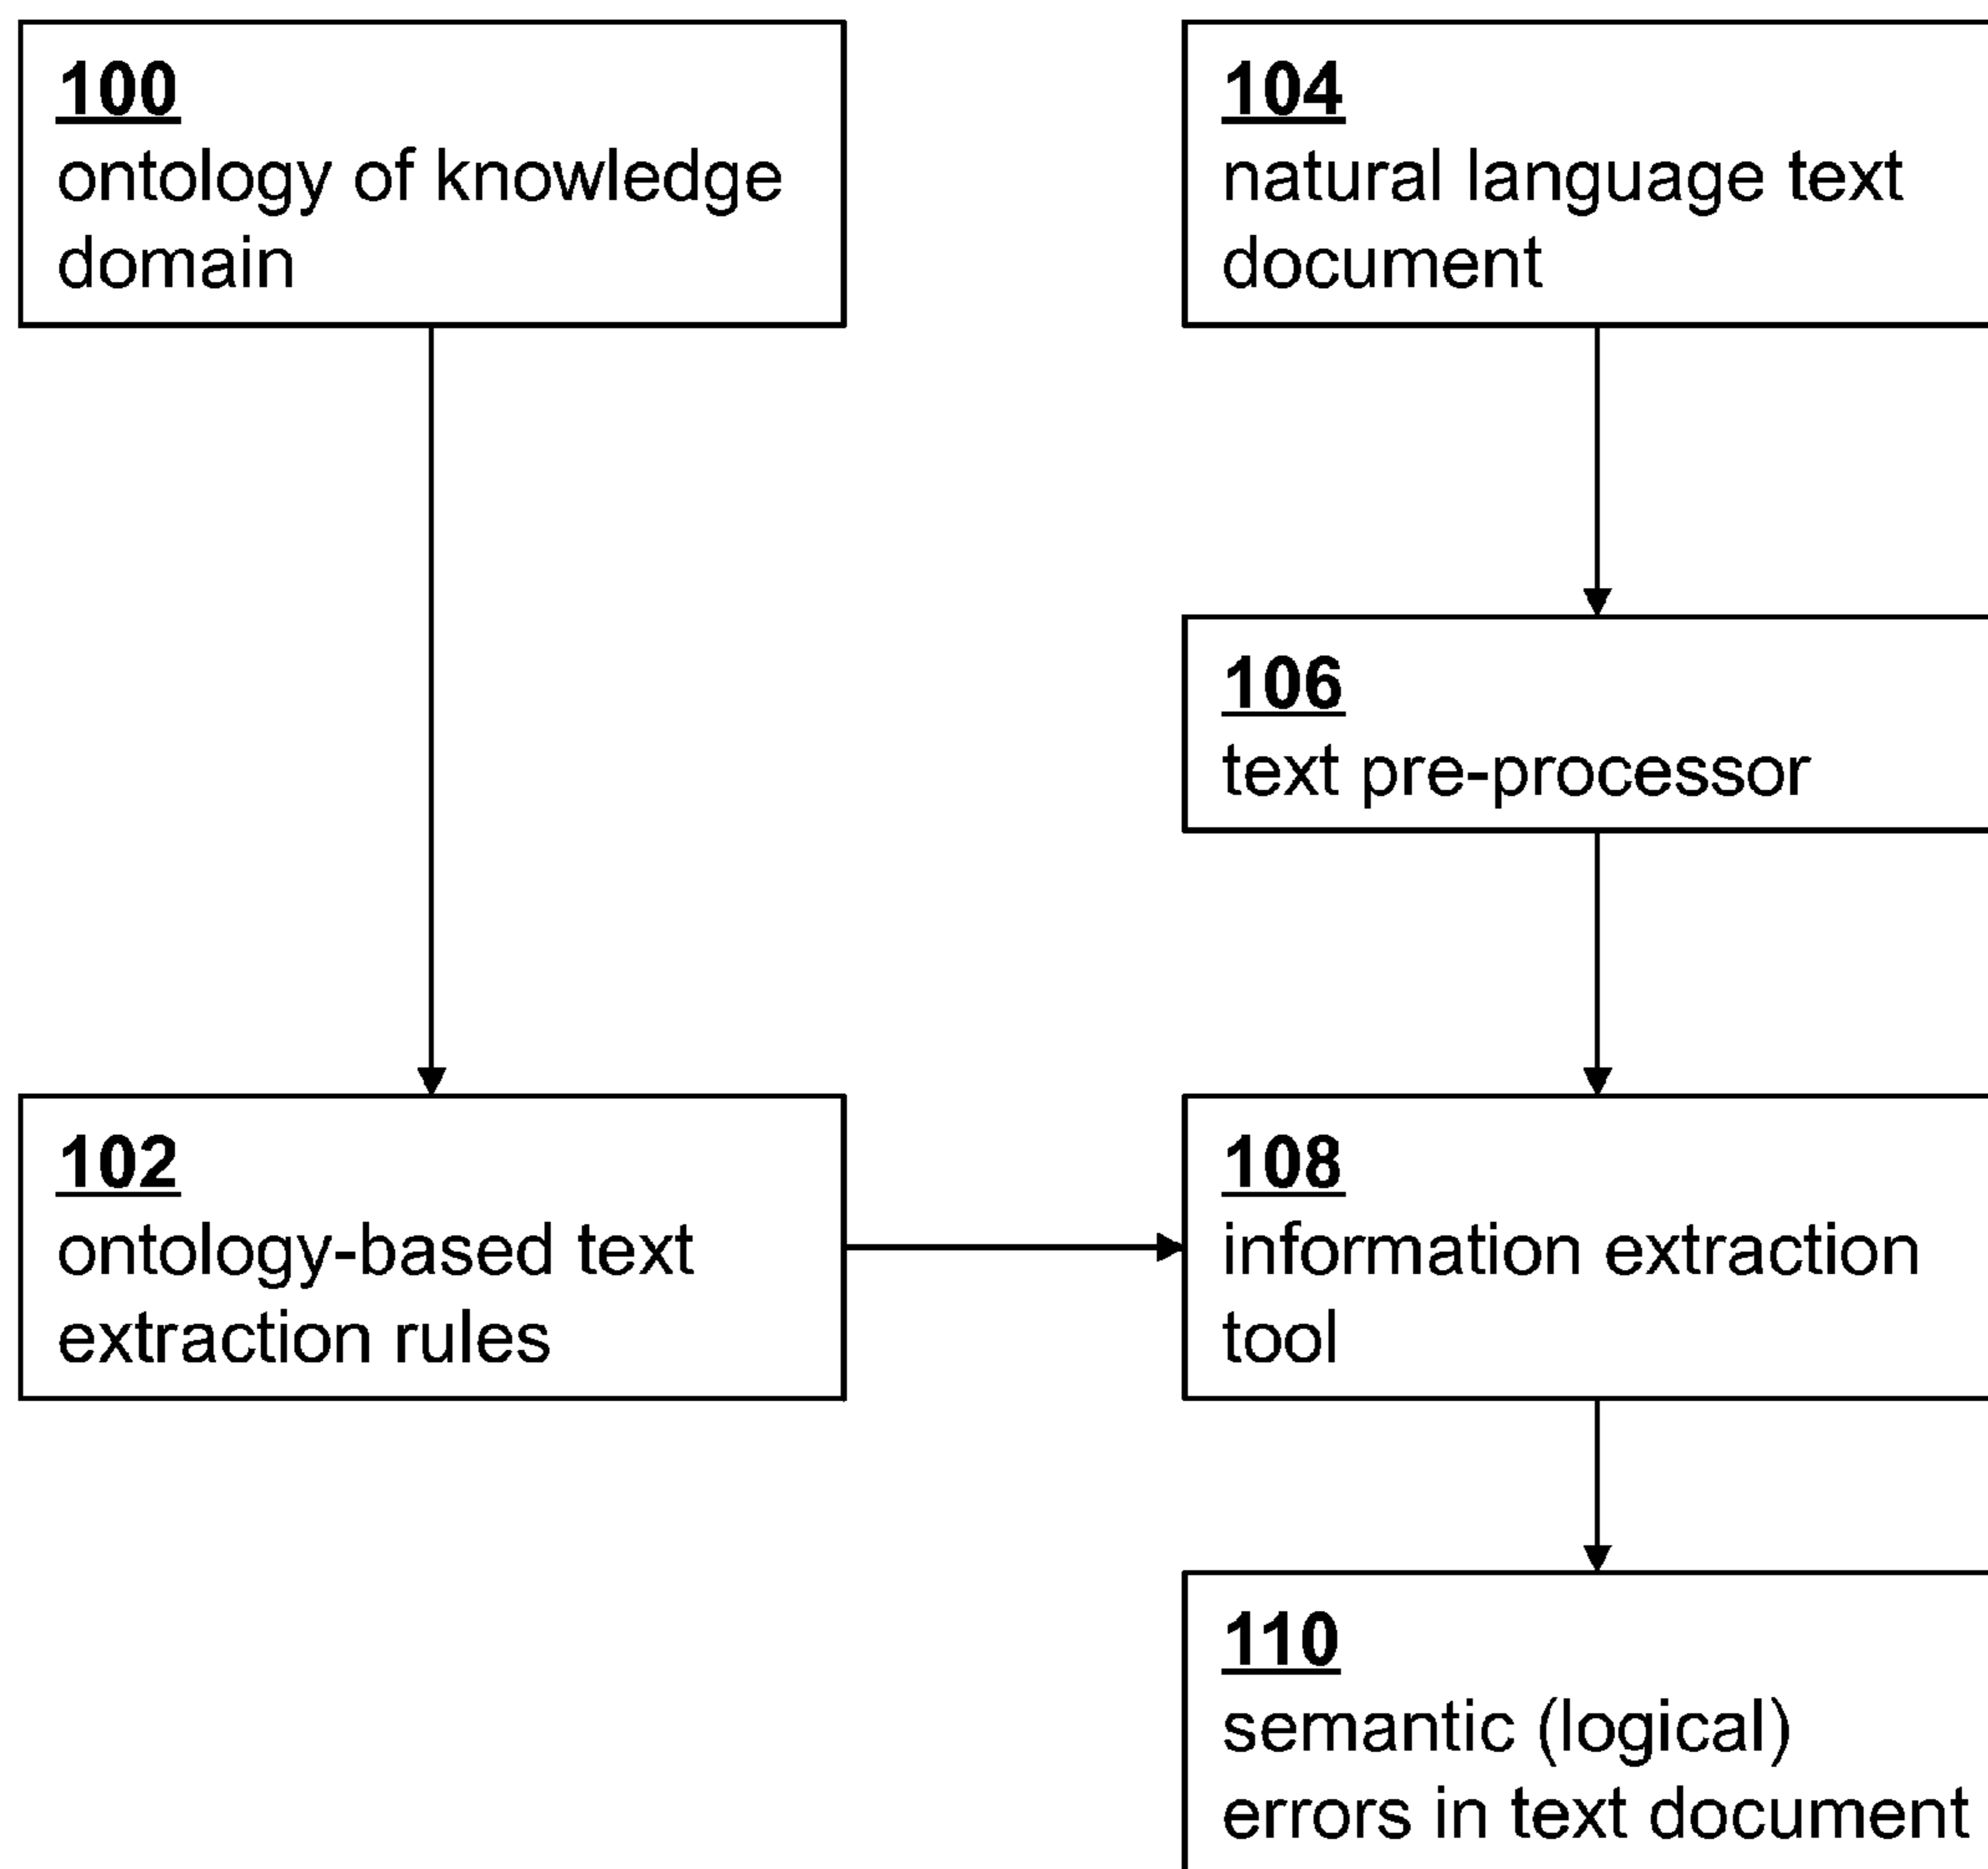 100
ontology of knowledge
domain
104
natural language text
document
106
text pre-processor
102
ontology-based text
extraction rules
108
information extraction
tool
110
semantic (logical)
errors in text document